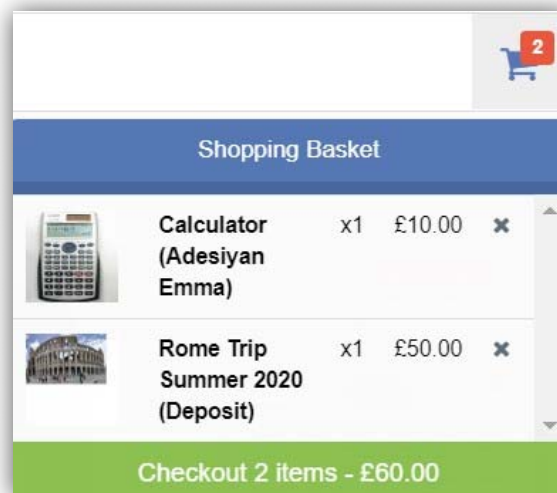 2
Shopping Basket
Calculator x1 £10.00 ✖
(Adesiyan
Emma)
Rome Trip x1 £50.00 ✖
Summer 2020
(Deposit)
Checkout 2 items - £60.00